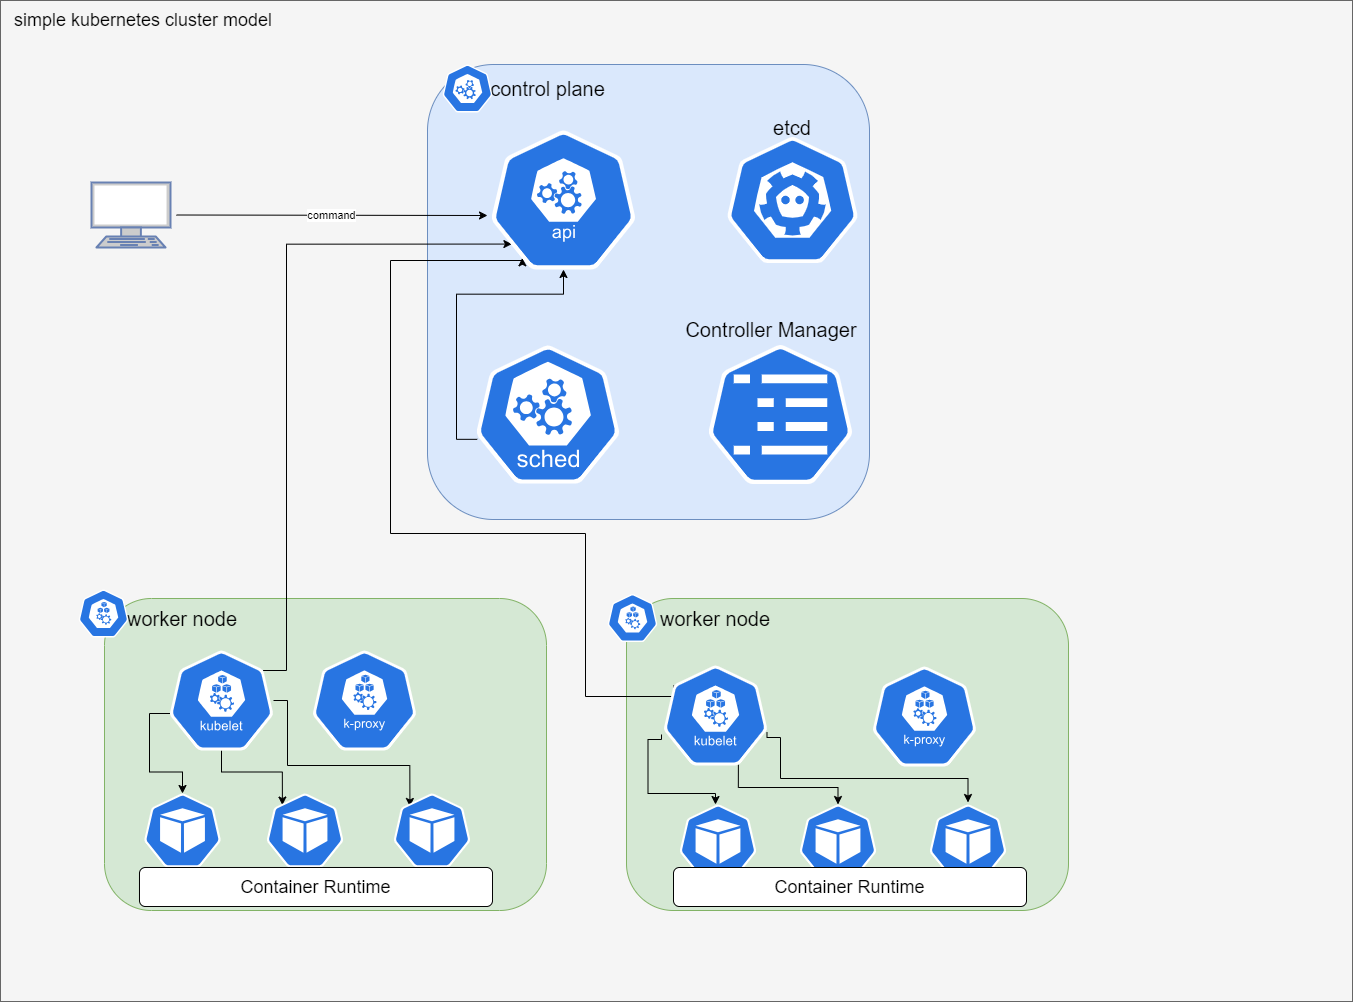 simple kubernetes cluster model
control plane
etcd
command
api
Controller Manager
sched
worker node
worker node
kubelet
k-proxy
kubelet
k-proxy
Container Runtime
Container Runtime